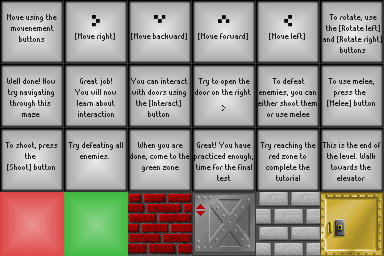 Move using the
movenement
buttons
[Move right]
[Move backward]
[Move forward]
[Move left]
To rotate, use
the [Rotate left]
and [Rotate right]
buttons
Well done! Now
try navigating
through this
maze
Great job!
You will now
learn about
interaction
You can interact
with doors using
the [Interact]
button
Try to open the
door on the right
>
To defeat
enemies, you can
either shoot them
or use melee
To use melee,
press the
[Melee] button
To shoot, press
the
[Shoot] button
Try defeating all
enemies.
When you are
done, come to the
green zone
Great! You have
practiced enough,
time for the final
test
Try reaching the
red zone to
complete the
tutorial
This is the end of
the level. Walk
towards the
elevator